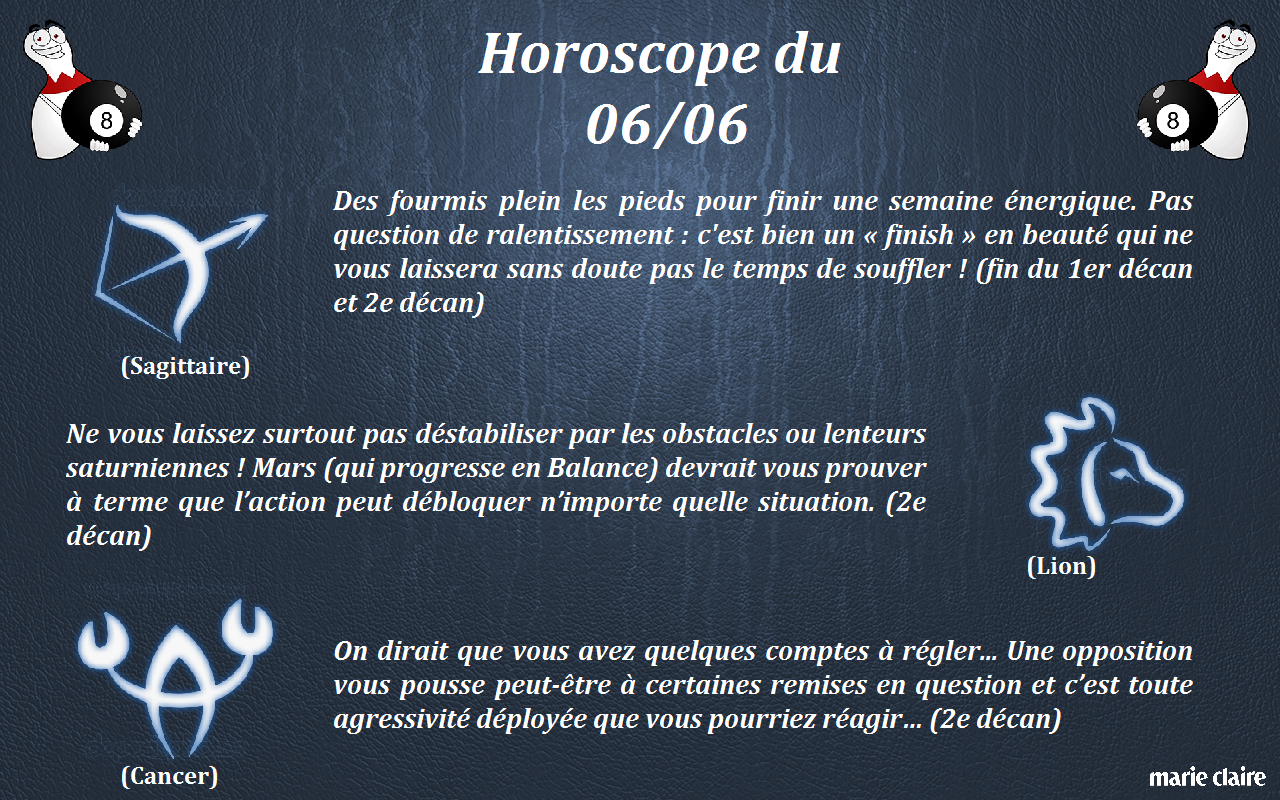 Horoscope du
06/06
8
8
Des fourmis plein les pieds pour finir une semaine énergique. Pas
question de ralentissement : c'est bien un « finish » en beauté qui ne
vous laissera sans doute pas le temps de souffler ! (fin du 1er décan
et 2e décan)
(Sagittaire)
Ne vous laissez surtout pas déstabiliser par les obstacles ou lenteurs
saturniennes ! Mars (qui progresse en Balance) devrait vous prouver
à terme que l’action peut débloquer n’importe quelle situation. (2e
décan)
(Lion)
On dirait que vous avez quelques comptes à régler… Une opposition
vous pousse peut-être à certaines remises en question et c’est toute
agressivité déployée que vous pourriez réagir… (2e décan)
(Cancer)
marie claire